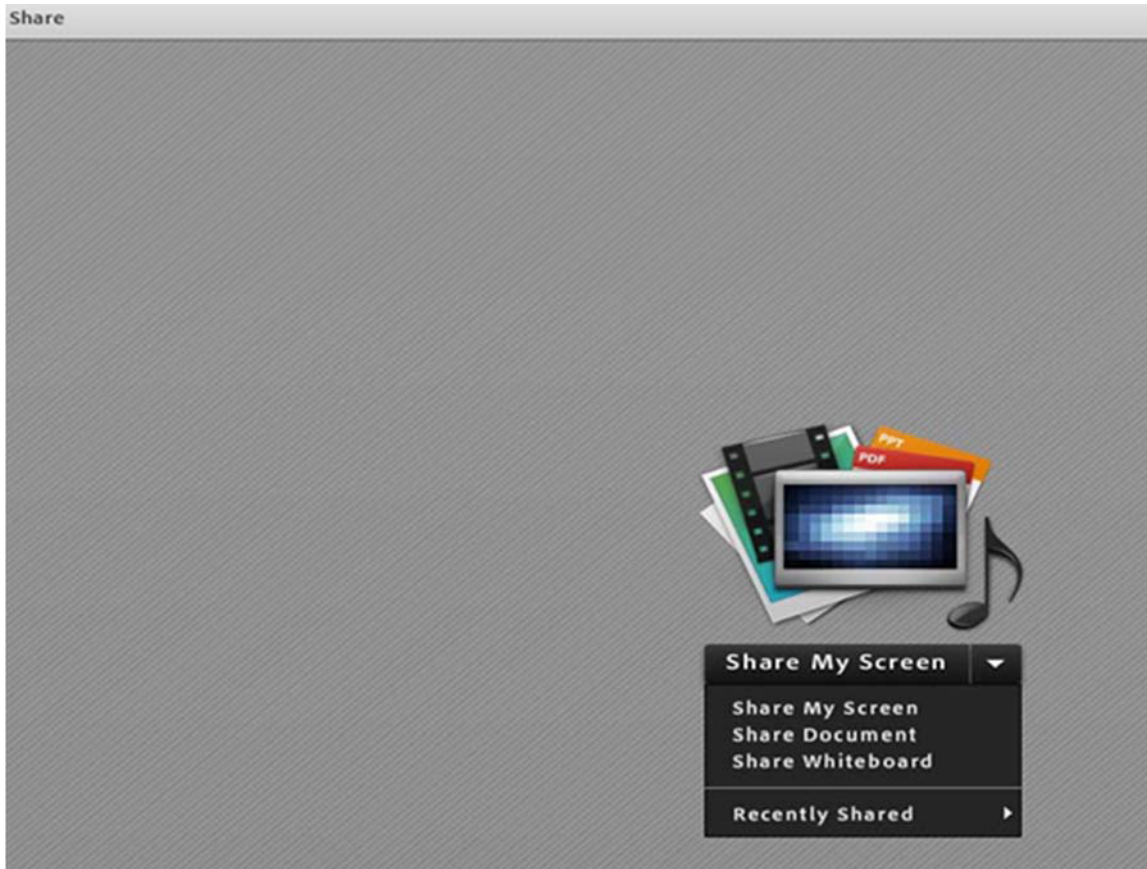 Share
PPT
PDF
Share My Screen
Share My Screen
Share Document
Share Whiteboard
Recently Shared